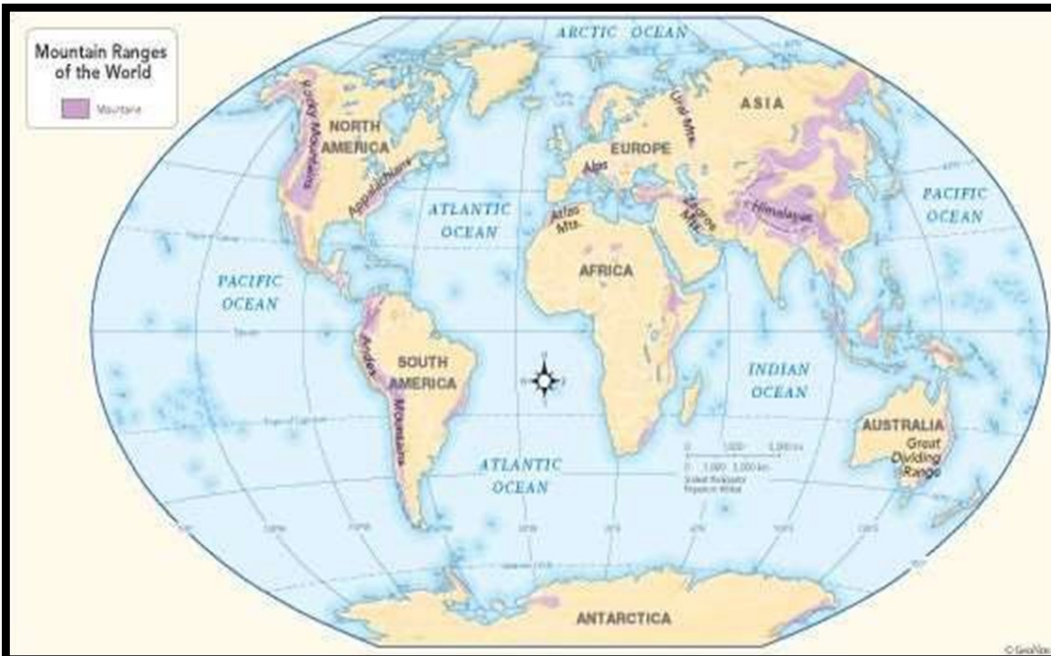 Mountain Ranges
of the World
Mountains
ARCTIC OCEAN
ASIA
NORTH
AMERICA
Rocky Mountains
Appalachians
EUROPE
Alps
Ural Mts.
ATLANTIC
OCEAN
Atlas
Mts.
Zagros
Mts.
Himalayas
PACIFIC
OCEAN
AFRICA
PACIFIC
OCEAN
SOUTH
AMERICA
Andes Mountains
INDIAN
OCEAN
AUSTRALIA
Great
Dividing
Range
ATLANTIC
OCEAN
ANTARCTICA